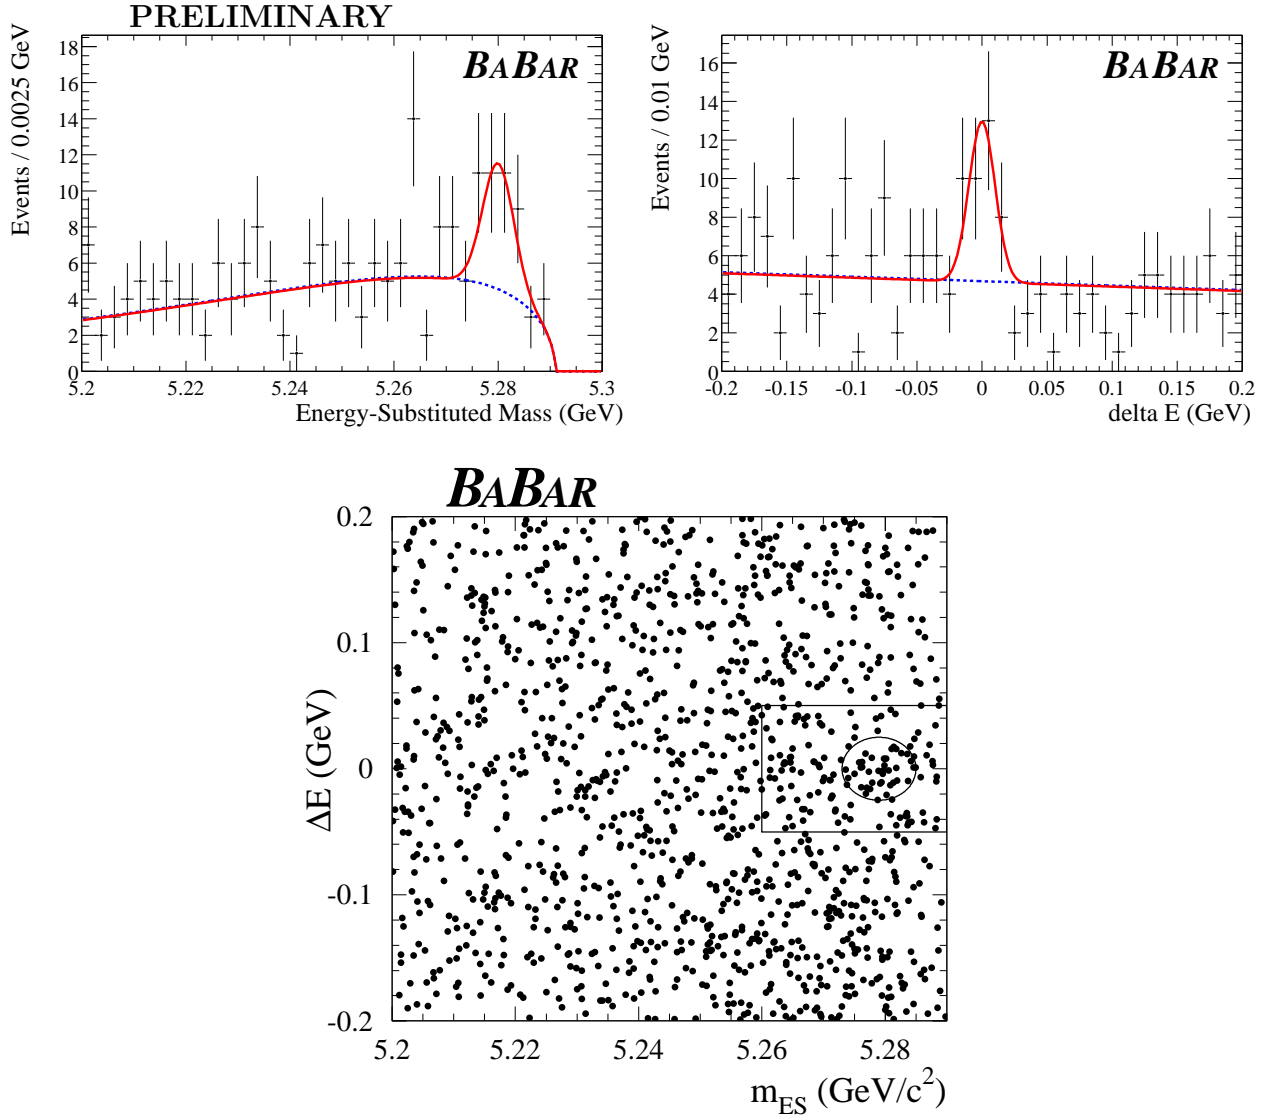 PRELIMINARY
BABAR
Events / 0.0025 GeV
18
16
14
12
10
8
6
4
2
0
5.2 5.22 5.24 5.26 5.28 5.3
Energy-Substituted Mass (GeV)
BABAR
Events / 0.01 GeV
16
14
12
10
8
6
4
2
0
-0.2 -0.15 -0.1 -0.05 0 0.05 0.1 0.15 0.2
delta E (GeV)
BABAR
ΔE (GeV)
0.2
0.1
0
-0.1
-0.2
5.2 5.22 5.24 5.26 5.28
m_ES (GeV/c²)